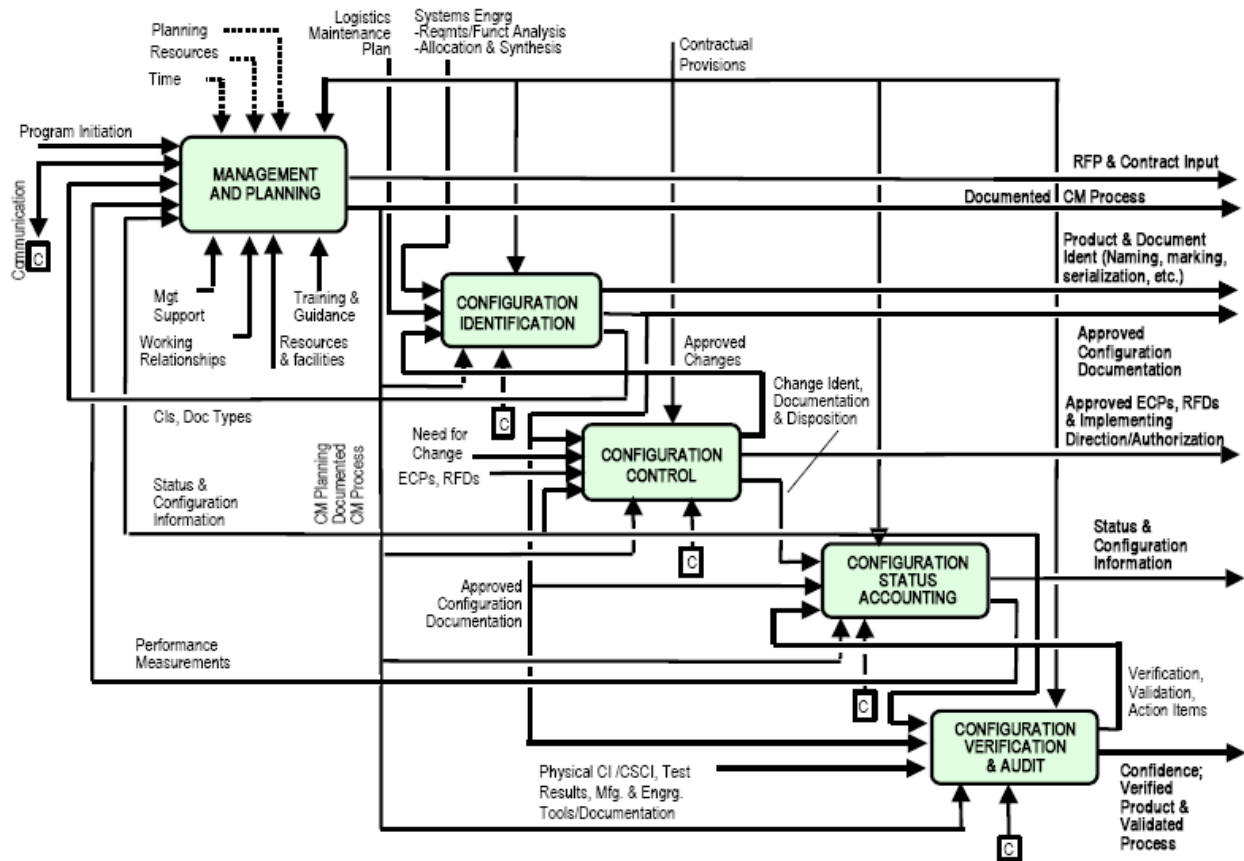 Planning
Resources
Time
Logistics
Maintenance
Plan
Systems Engrg
-Reqmts/Funct Analysis
-Allocation & Synthesis
Contractual
Provisions
Program Initiation
Communication
C
MANAGEMENT
AND PLANNING
RFP & Contract Input
Documented CM Process
Mgt
Support
Training &
Guidance
Working
Relationships
Resources
& facilities
Product & Document
Ident (Naming, marking,
serialization, etc.)
CONFIGURATION
IDENTIFICATION
Approved
Changes
Approved
Configuration
Documentation
CIs, Doc Types
C
Change Ident,
Documentation
& Disposition
Approved ECPs, RFDs
& Implementing
Direction/Authorization
Need for
Change
ECPs, RFDs
CONFIGURATION
CONTROL
Status &
Configuration
Information
CM Planning
Documented
CM Process
C
CONFIGURATION
STATUS
ACCOUNTING
Status &
Configuration
Information
Approved
Configuration
Documentation
Performance
Measurements
C
Verification,
Validation,
Action Items
CONFIGURATION
VERIFICATION
& AUDIT
Physical CI /CSCI, Test
Results, Mfg. & Engrg.
Tools/Documentation
Confidence;
Verified
Product &
Validated
Process
C